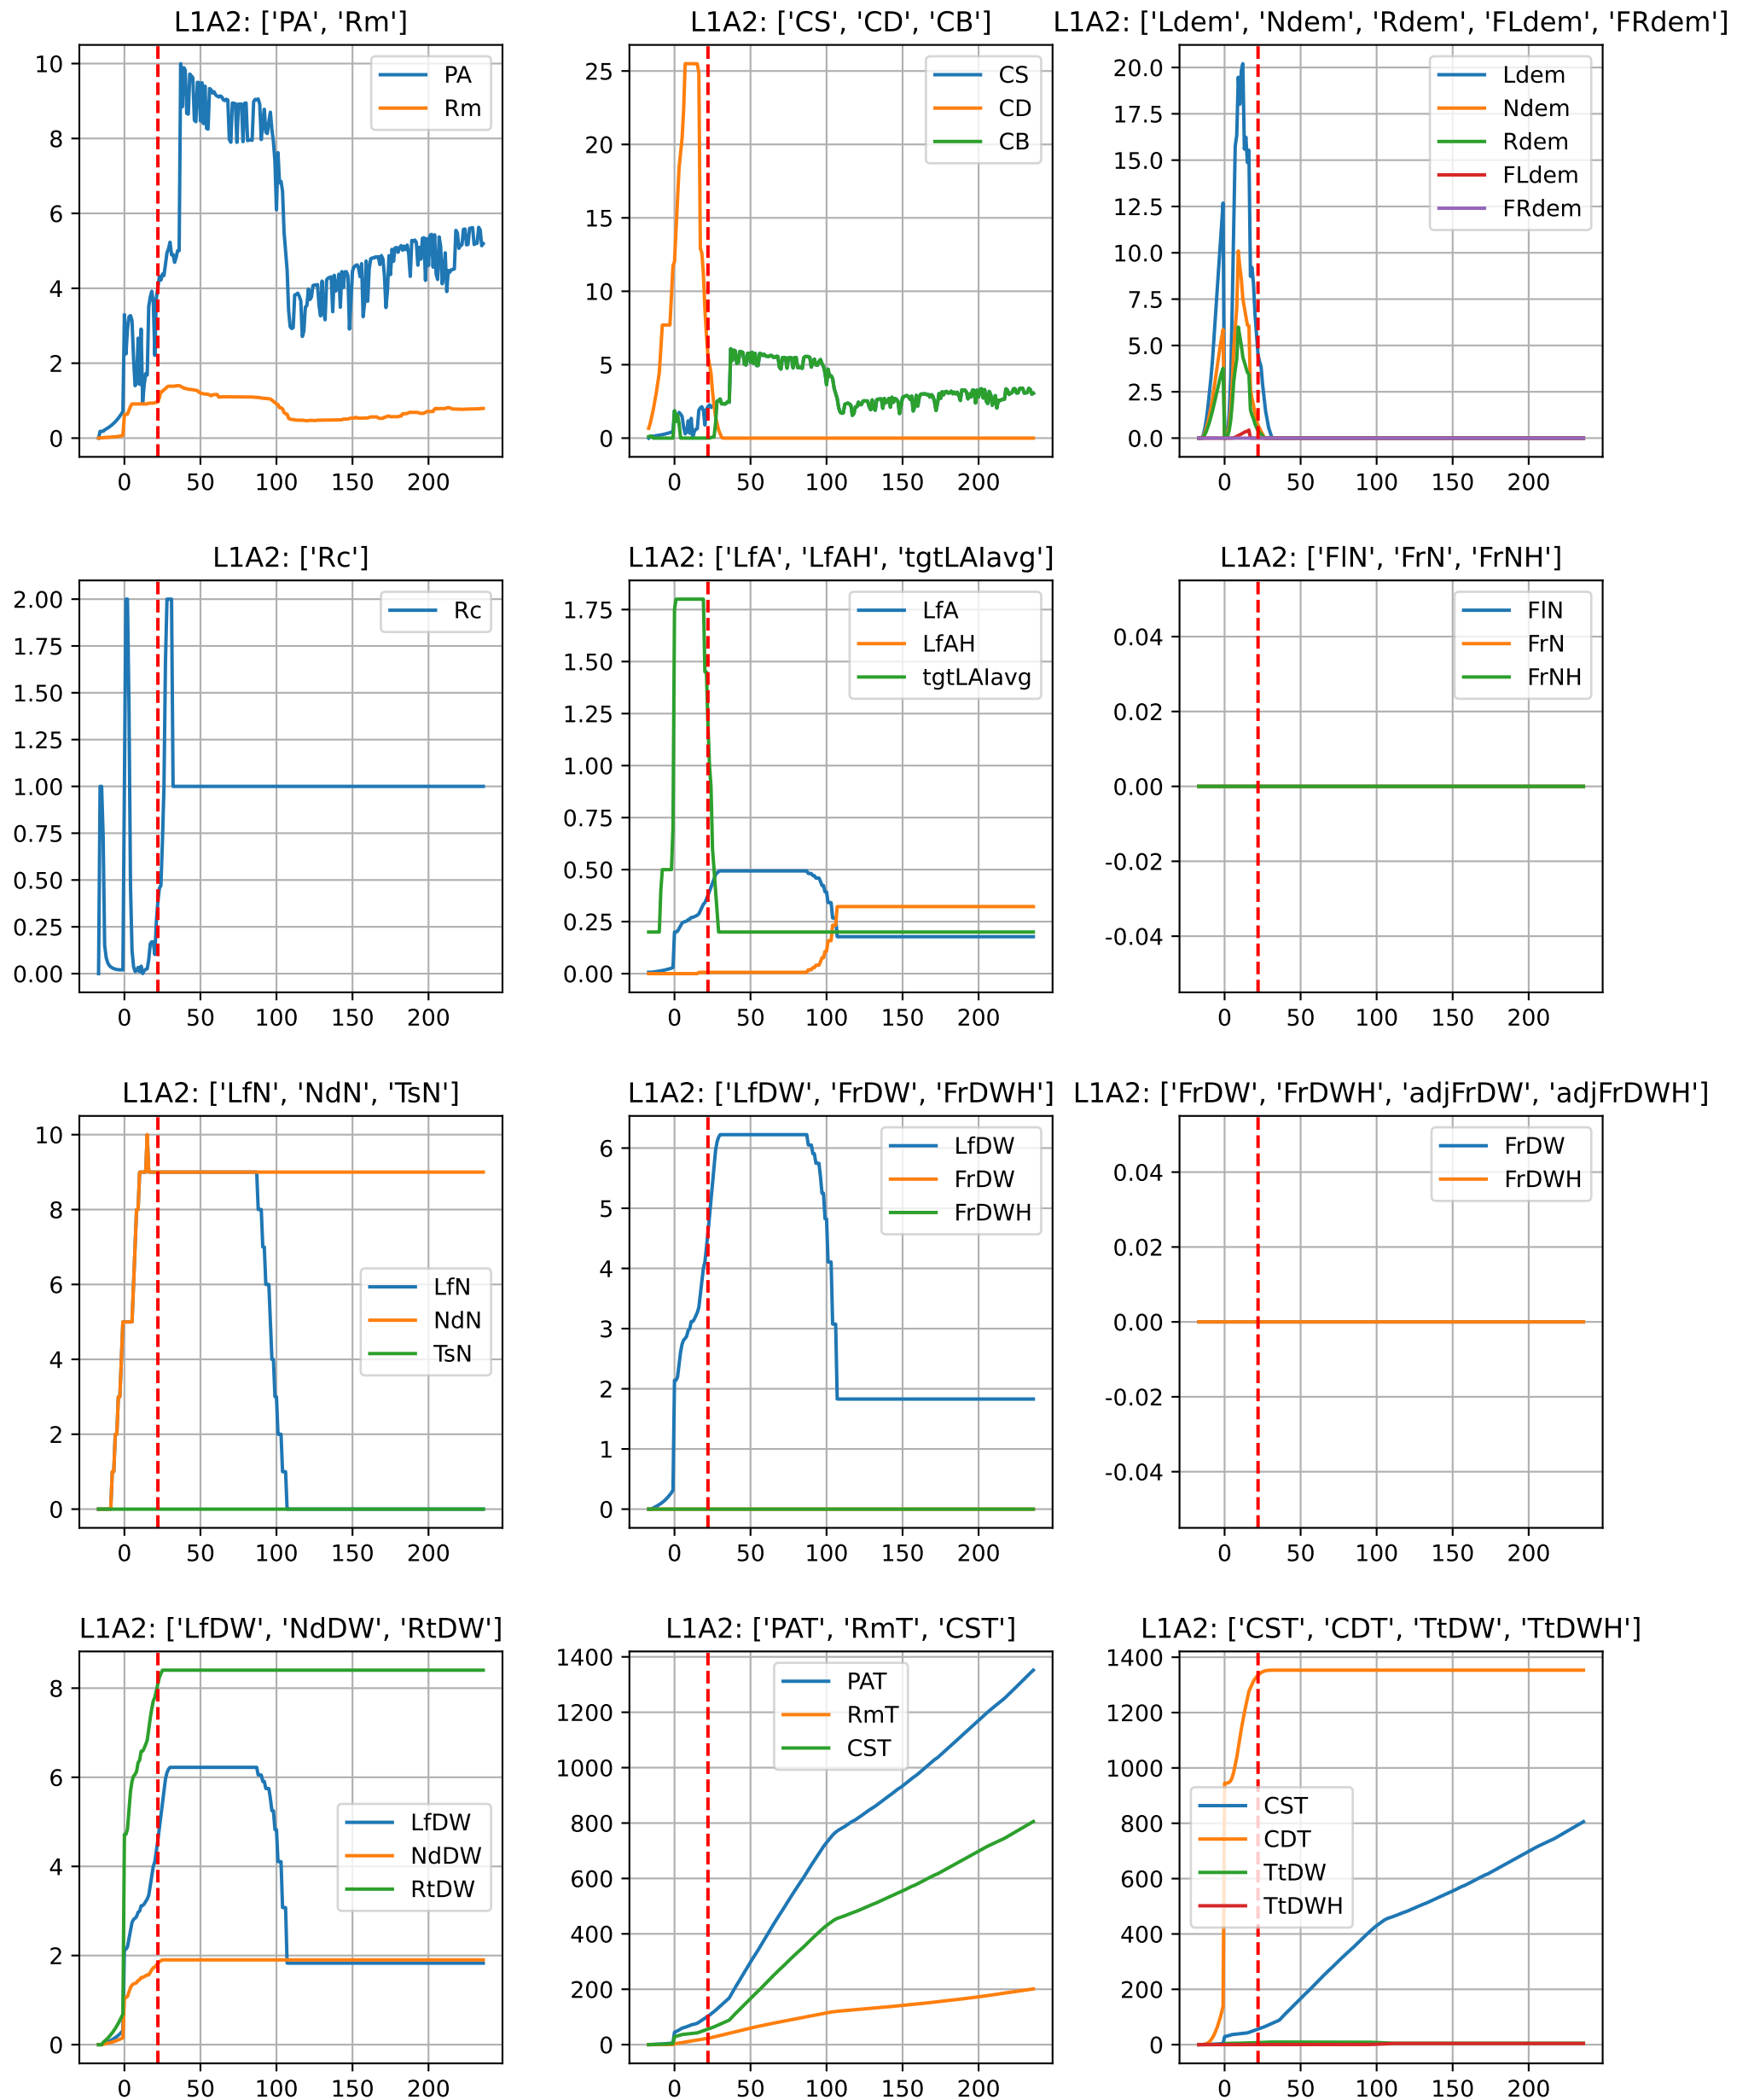 L1A2: ['PA', 'Rm']
10
8
6
4
2
0
0 50 100 150 200
PA
Rm
L1A2: ['CS', 'CD', 'CB']
25
20
15
10
5
0
0 50 100 150 200
CS
CD
CB
L1A2: ['Ldem', 'Ndem', 'Rdem', 'FLdem', 'FRdem']
20.0
17.5
15.0
12.5
10.0
7.5
5.0
2.5
0.0
0 50 100 150 200
Ldem
Ndem
Rdem
FLdem
FRdem
L1A2: ['Rc']
2.00
1.75
1.50
1.25
1.00
0.75
0.50
0.25
0.00
0 50 100 150 200
Rc
L1A2: ['LfA', 'LfAH', 'tgtLAIavg']
1.75
1.50
1.25
1.00
0.75
0.50
0.25
0.00
0 50 100 150 200
LfA
LfAH
tgtLAIavg
L1A2: ['FlN', 'FrN', 'FrNH']
0.04
0.02
0.00
-0.02
-0.04
0 50 100 150 200
FlN
FrN
FrNH
L1A2: ['LfN', 'NdN', 'TsN']
10
8
6
4
2
0
0 50 100 150 200
LfN
NdN
TsN
L1A2: ['LfDW', 'FrDW', 'FrDWH']
6
5
4
3
2
1
0
0 50 100 150 200
LfDW
FrDW
FrDWH
L1A2: ['FrDW', 'FrDWH', 'adjFrDW', 'adjFrDWH']
0.04
0.02
0.00
-0.02
-0.04
0 50 100 150 200
FrDW
FrDWH
L1A2: ['LfDW', 'NdDW', 'RtDW']
8
6
4
2
0
0 50 100 150 200
LfDW
NdDW
RtDW
L1A2: ['PAT', 'RmT', 'CST']
1400
1200
1000
800
600
400
200
0
0 50 100 150 200
PAT
RmT
CST
L1A2: ['CST', 'CDT', 'TtDW', 'TtDWH']
1400
1200
1000
800
600
400
200
0
0 50 100 150 200
CST
CDT
TtDW
TtDWH